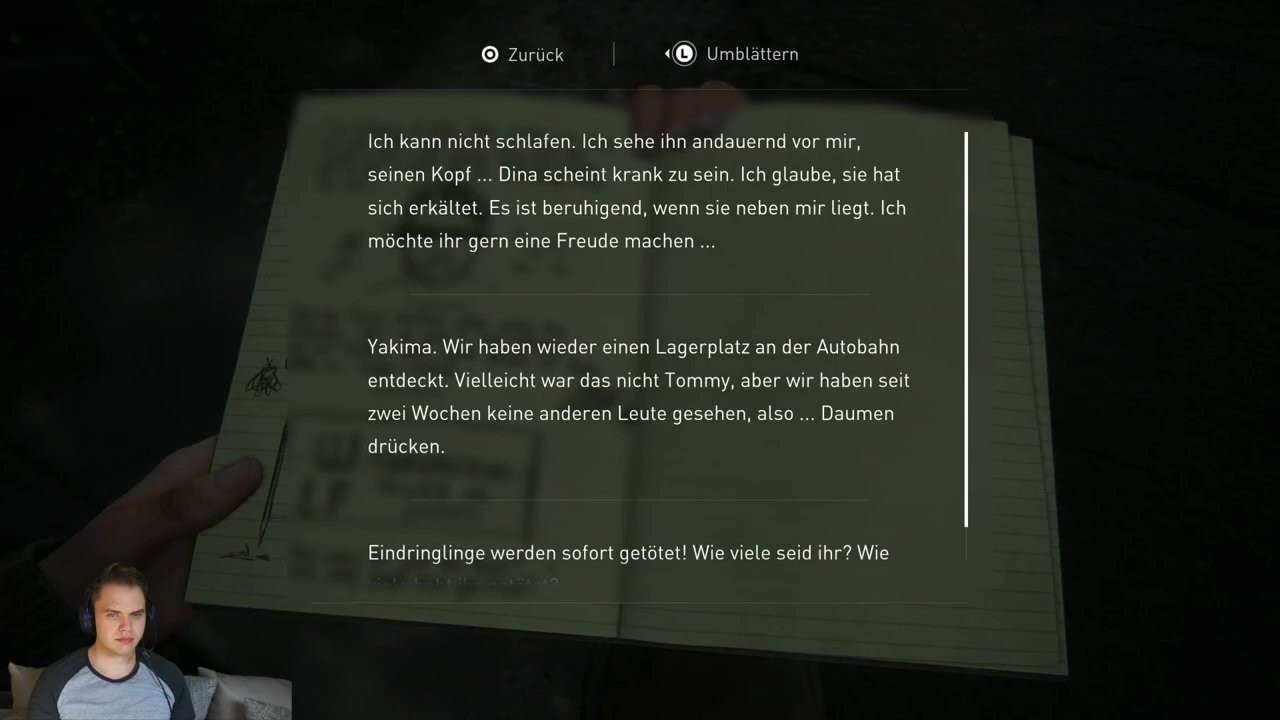 Zurück
Umblättern
Ich kann nicht schlafen. Ich sehe ihn andauernd vor mir,
seinen Kopf ... Dina scheint krank zu sein. Ich glaube, sie hat
sich erkältet. Es ist beruhigend, wenn sie neben mir liegt. Ich
möchte ihr gern eine Freude machen ...
Yakima. Wir haben wieder einen Lagerplatz an der Autobahn
entdeckt. Vielleicht war das nicht Tommy, aber wir haben seit
zwei Wochen keine anderen Leute gesehen, also ... Daumen
drücken.
Eindringlinge werden sofort getötet! Wie viele seid ihr? Wie
viele habt ihr getötet?